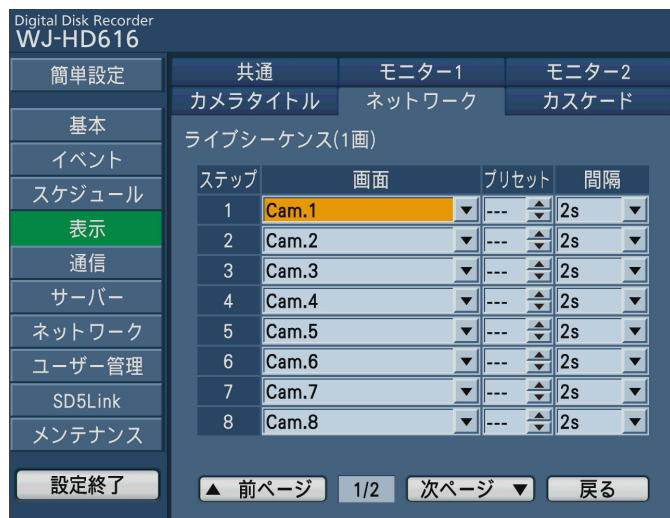 Digital Disk Recorder
WJ-HD616
簡単設定
基本
イベント
スケジュール
表示
通信
サーバー
ネットワーク
ユーザー管理
SD5Link
メンテナンス
設定終了
共通 モニター1 モニター2
カメラタイトル ネットワーク カスケード
ライブシーケンス(1画)
ステップ 画面 プリセット 間隔
1 Cam.1 ▼ --- 2s ▼
2 Cam.2 ▼ --- 2s ▼
3 Cam.3 ▼ --- 2s ▼
4 Cam.4 ▼ --- 2s ▼
5 Cam.5 ▼ --- 2s ▼
6 Cam.6 ▼ --- 2s ▼
7 Cam.7 ▼ --- 2s ▼
8 Cam.8 ▼ --- 2s ▼
▲ 前ページ 1/2 次ページ ▼ 戻る